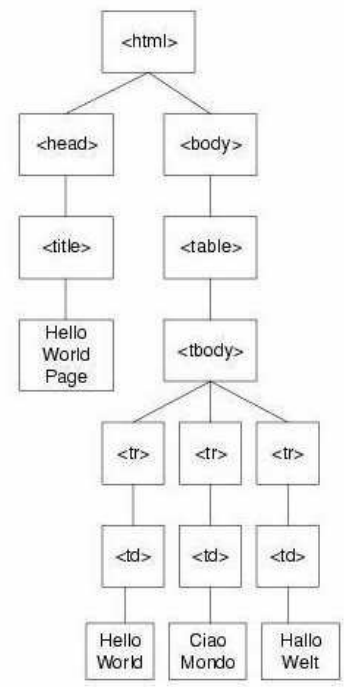 <html>
<head>
<body>
<title>
<table>
Hello
World
Page
<tbody>
<tr>
<tr>
<tr>
<td>
<td>
<td>
Hello
World
Ciao
Mondo
Hallo
Welt